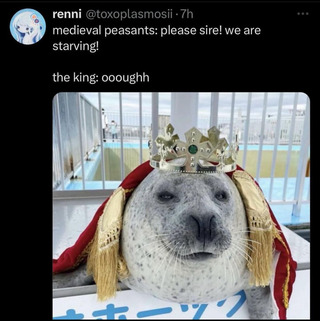 renni @toxoplasmosii · 7h
medieval peasants: please sire! we are
starving!
the king: oooughh
オホーツク